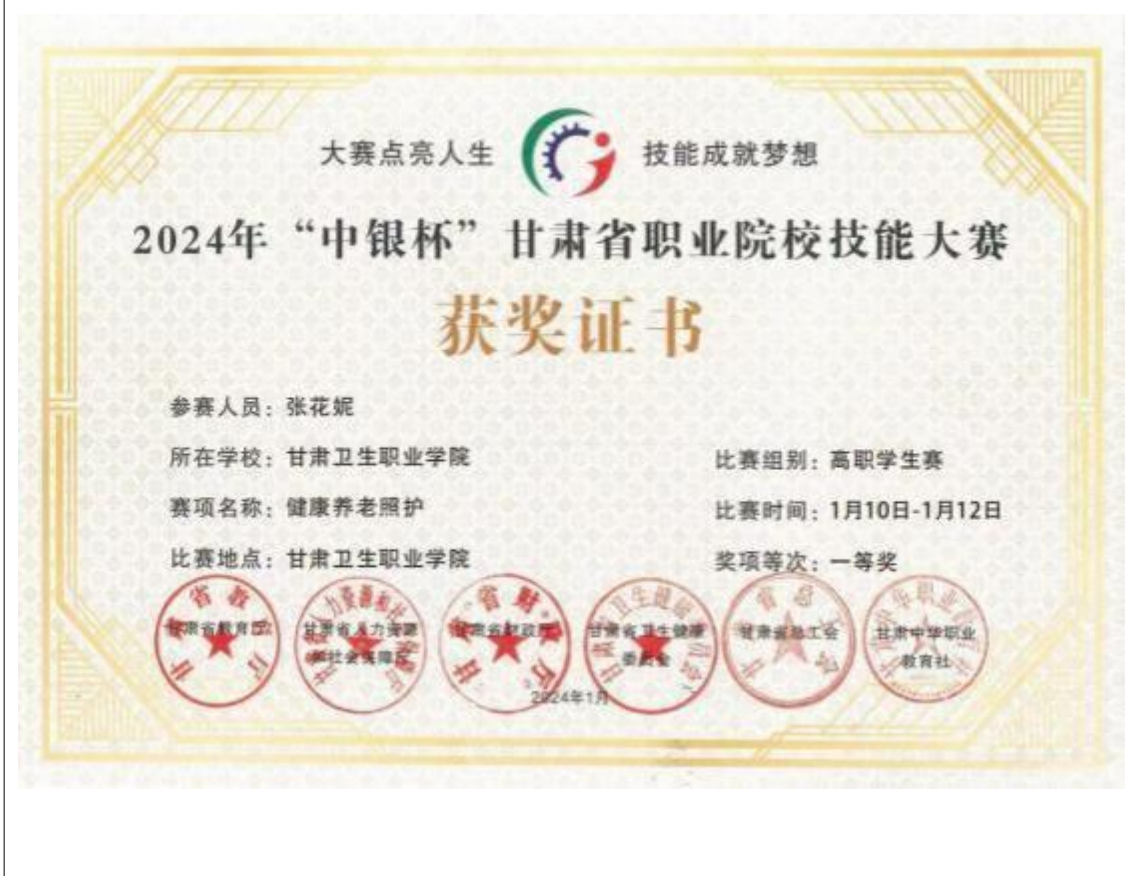 大赛点亮人生 技能成就梦想
2024年“中银杯”甘肃省职业院校技能大赛
获奖证书
参赛人员：张花妮
所在学校：甘肃卫生职业学院 比赛组别：高职学生赛
赛项名称：健康养老照护 比赛时间：1月10日-1月12日
比赛地点：甘肃卫生职业学院 奖项等次：一等奖
甘肃省教育厅 甘肃省人力资源 甘肃省财政厅 甘肃省卫生健康 甘肃省总工会 甘肃中华职业
和社会保障厅 委员会 教育社
2024年1月